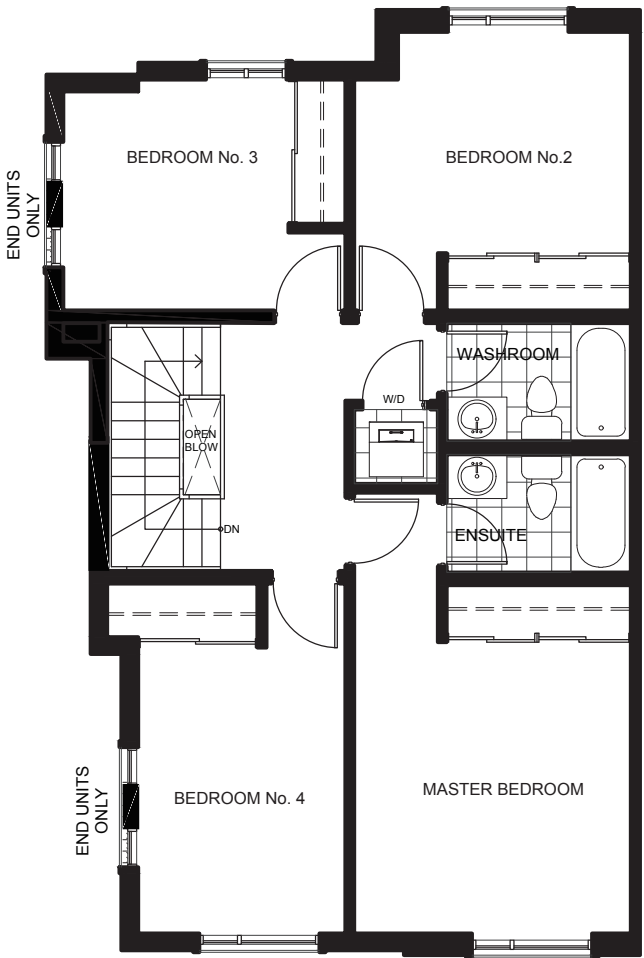 BEDROOM No. 3
BEDROOM No.2
END UNITS
ONLY
WASHROOM
W/D
OPEN
BLOW
DN
ENSUITE
MASTER BEDROOM
BEDROOM No. 4
END UNITS
ONLY